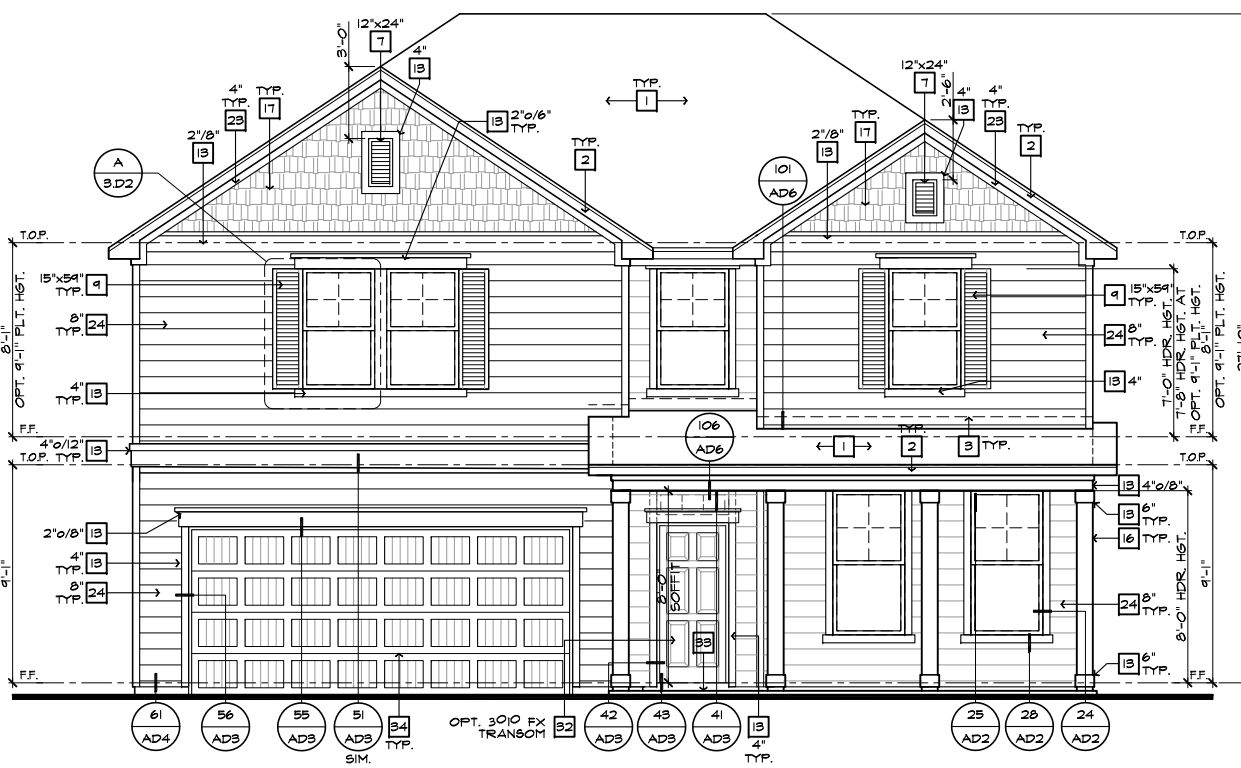 12"x24"
7
3'-0"
4"
13
4"
TYP.
23
TYP.
17
2"/8"
13
13 2"o/6"
TYP.
TYP.
2
A
3.D2
TYP.
1
12"x24"
7
2'-6"
4"
13
4"
TYP.
23
TYP.
2
TYP.
17
2"/8"
13
101
AD6
T.O.P.
T.O.P.
15"x59"
TYP.
9
8"
TYP.
24
8'-1"
OPT. 9'-1" PLT. HGT.
4"
TYP.
13
F.F.
4"o/12"
TYP.
13
T.O.P.
9 15"x59"
TYP.
24 8"
TYP.
13 4"
7'-0" HDR. HGT.
7'-8" HDR. HGT. AT
OPT. 9'-1" PLT. HGT.
8'-1"
OPT. 9'-1" PLT. HGT.
F.F.
106
AD6
1
TYP.
2
3 TYP.
T.O.P.
13 4"o/8"
13 6"
TYP.
16 TYP.
2"o/8" 13
4"
TYP.
13
8"
TYP.
24
9'-1"
F.F.
8'-0"
SOFFIT
33
24 8"
TYP.
8'-0" HDR. HGT.
9'-1"
13 6"
TYP.
F.F.
61
AD4
56
AD3
55
AD3
51
AD3
SIM.
34
TYP.
OPT. 3010 FX
TRANSOM
32
42
AD3
43
AD3
41
AD3
13
4"
TYP.
25
AD2
28
AD2
24
AD2